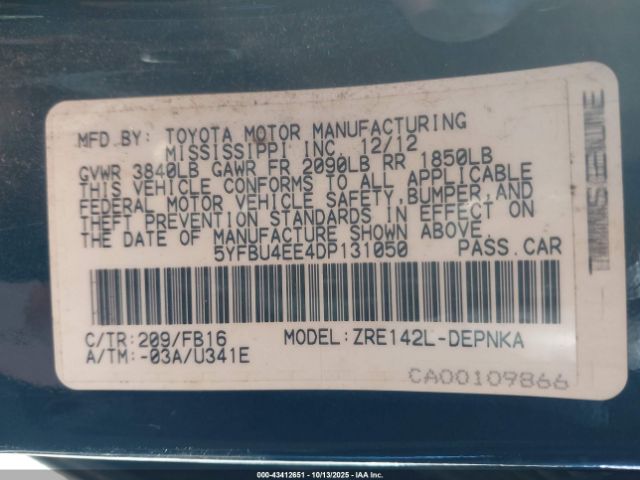 MFD. BY: TOYOTA MOTOR MANUFACTURING
MISSISSIPPI INC. 12/12
GVWR 3840LB GAWR FR 2090LB RR 1850LB
THIS VEHICLE CONFORMS TO ALL APPLICABLE
FEDERAL MOTOR VEHICLE SAFETY, BUMPER, AND
THEFT PREVENTION STANDARDS IN EFFECT ON
THE DATE OF MANUFACTURE SHOWN ABOVE.
5YFBU4EE4DP131050 PASS. CAR
C/TR: 209/FB16 MODEL: ZRE142L-DEPNKA
A/TM: -03A/U341E
CA00109866
000-43412651 - 10/13/2025 - IAA, Inc.